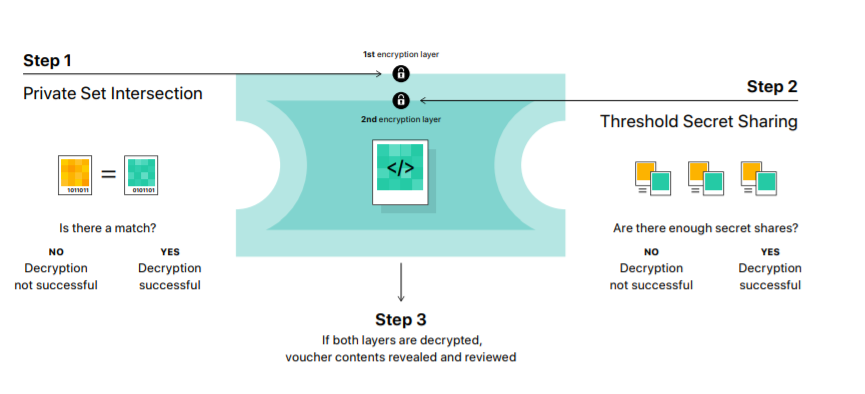 Step 1
Private Set Intersection
1011011
=
0101101
Is there a match?
NO
Decryption
not successful
YES
Decryption
successful
1st encryption layer
2nd encryption layer
</>
Step 2
Threshold Secret Sharing
Are there enough secret shares?
NO
Decryption
not successful
YES
Decryption
successful
Step 3
If both layers are decrypted,
voucher contents revealed and reviewed